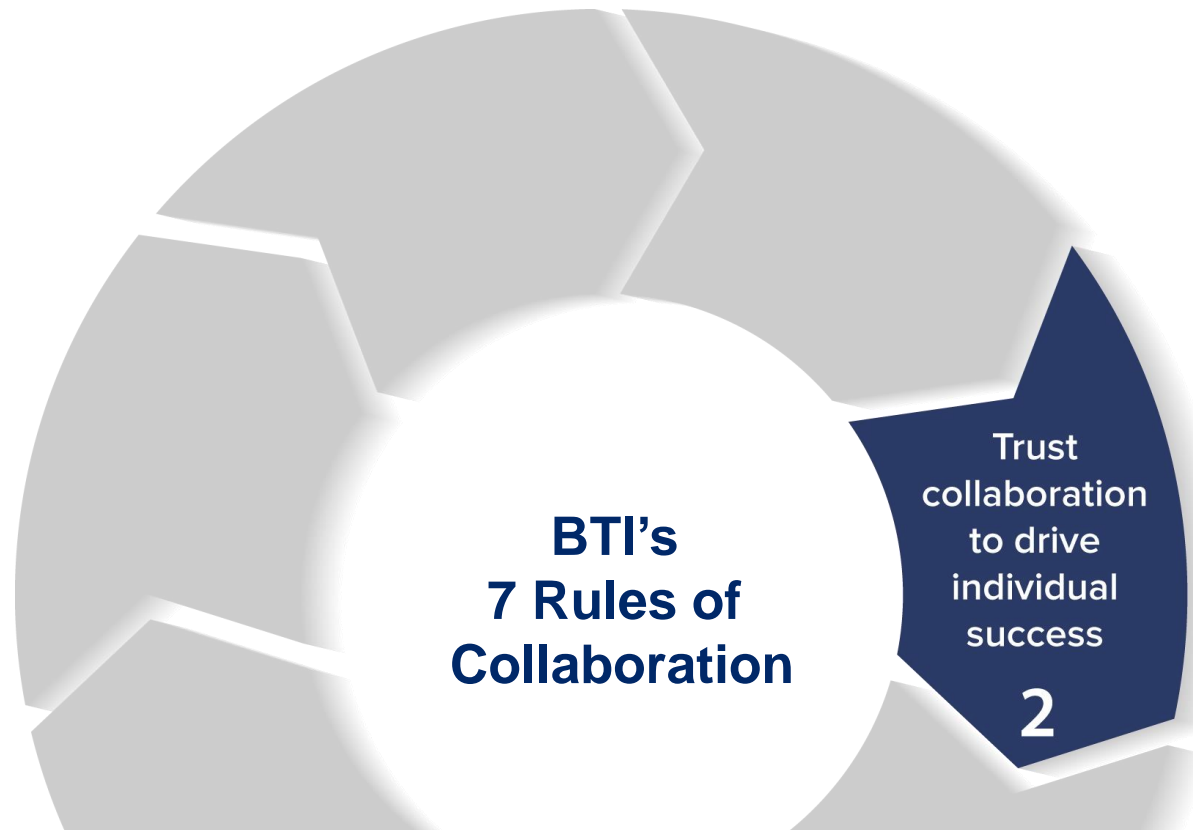 BTI’s
7 Rules of
Collaboration
Trust
collaboration
to drive
individual
success
2